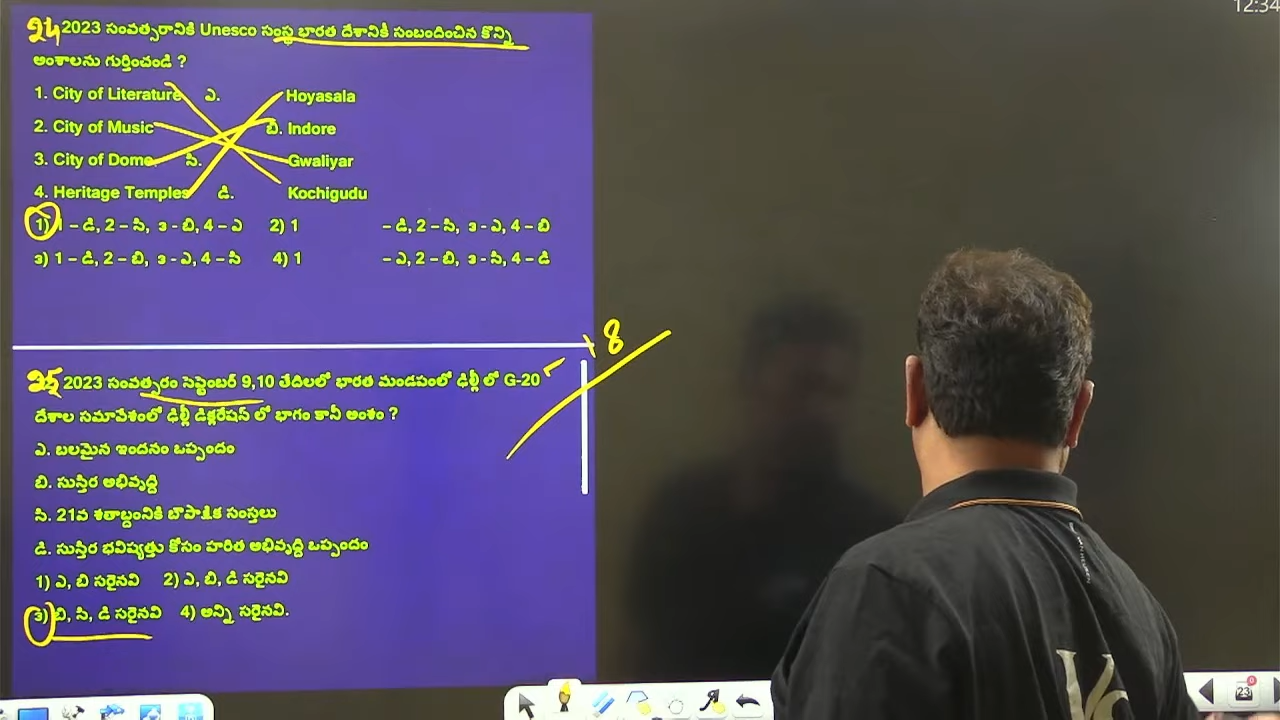 12:34
24 2023 సంవత్సరానికి Unesco సంస్థ భారత దేశానికి సంబందించిన కొన్ని
అంశాలను గుర్తించండి ?
1. City of Literature ఎ. Hoyasala
2. City of Music బి. Indore
3. City of Dome సి. Gwaliyar
4. Heritage Temples డి. Kochigudu
1) 1 – డి, 2 – సి, 3 - బి, 4 – ఎ 2) 1 – డి, 2 – సి, 3 - ఎ, 4 – బి
3) 1 – డి, 2 – బి, 3 - ఎ, 4 – సి 4) 1 – ఎ, 2 – బి, 3 - సి, 4 – డి
+8
25 2023 సంవత్సరం సెప్టెంబర్ 9,10 తేదిలలో భారత మండపంలో ఢిల్లీ లో G-20
దేశాల సమావేశంలో ఢిల్లీ డిక్లరేషన్ లో భాగం కానీ అంశం ?
ఎ. బలమైన ఇందనం ఒప్పందం
బి. సుస్తిర అభివృద్ది
సి. 21వ శతాబ్దంనికి బౌపాక్షిక సంస్తలు
డి. సుస్తిర భవిష్యత్తు కోసం హరిత అభివృద్ది ఒప్పందం
1) ఎ, బి సరైనవి 2) ఎ, బి, డి సరైనవి
3) బి, సి, డి సరైనవి 4) అన్ని సరైనవి.
23